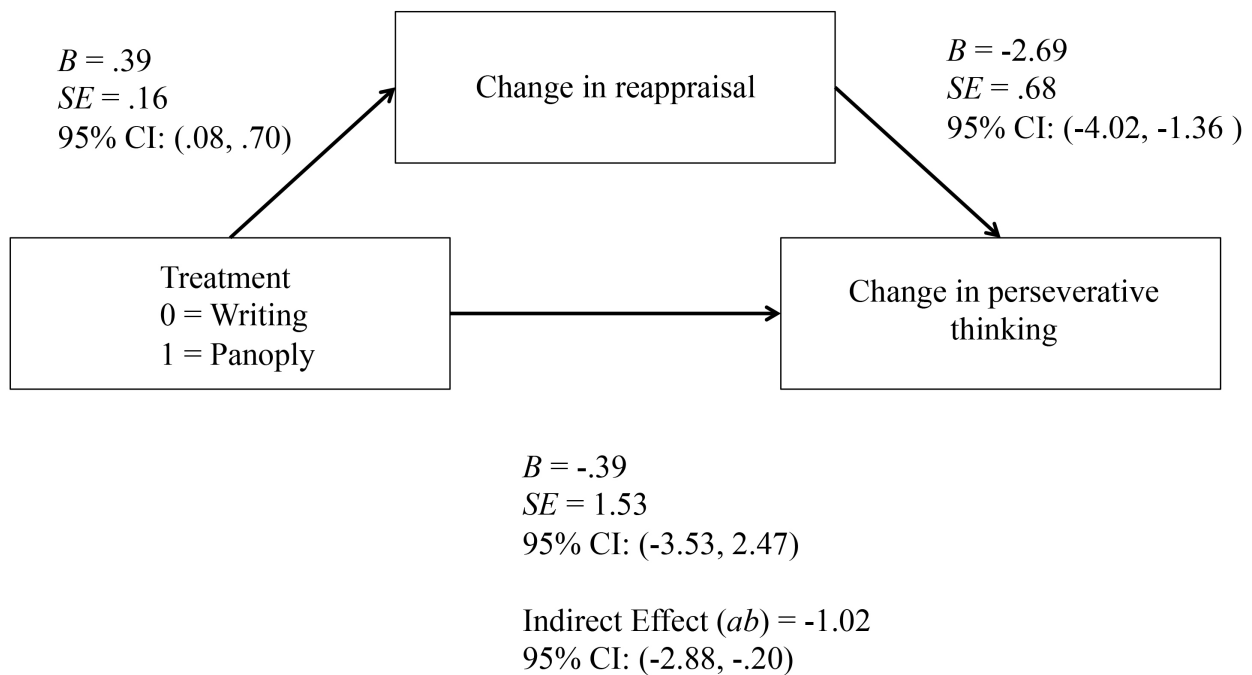 B = .39
SE = .16
95% CI: (.08, .70)
Change in reappraisal
B = -2.69
SE = .68
95% CI: (-4.02, -1.36 )
Treatment
0 = Writing
1 = Panoply
Change in perseverative
thinking
B = -.39
SE = 1.53
95% CI: (-3.53, 2.47)
Indirect Effect (ab) = -1.02
95% CI: (-2.88, -.20)